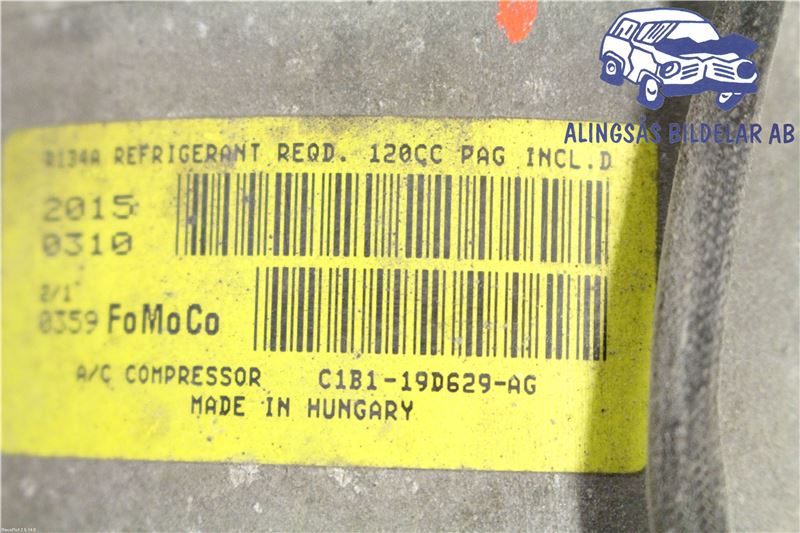 ALINGSÅS BILDELAR AB
R134A REFRIGERANT REQD. 120CC PAG INCL.D
2015
0310
2/1
0359 FoMoCo
A/C COMPRESSOR C1B1-19D629-AG
MADE IN HUNGARY